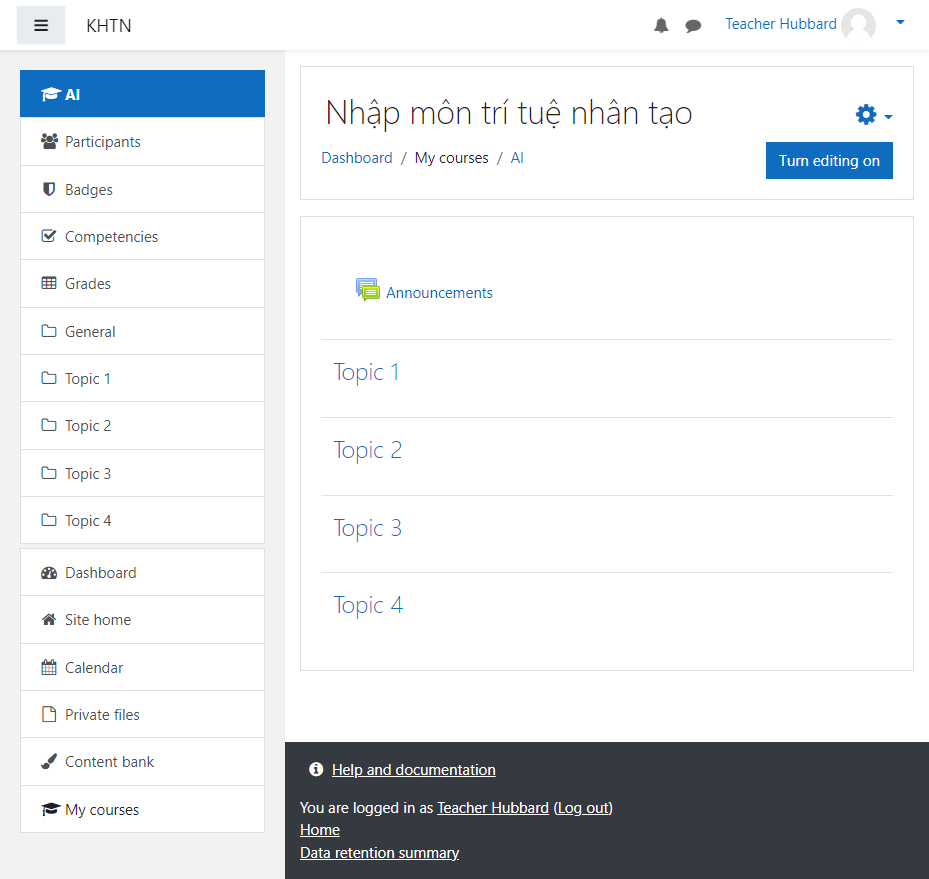 KHTN
Teacher Hubbard
AI
Participants
Badges
Competencies
Grades
General
Topic 1
Topic 2
Topic 3
Topic 4
Dashboard
Site home
Calendar
Private files
Content bank
My courses
Nhập môn trí tuệ nhân tạo
Dashboard / My courses / AI
Turn editing on
Announcements
Topic 1
Topic 2
Topic 3
Topic 4
Help and documentation
You are logged in as Teacher Hubbard (Log out)
Home
Data retention summary